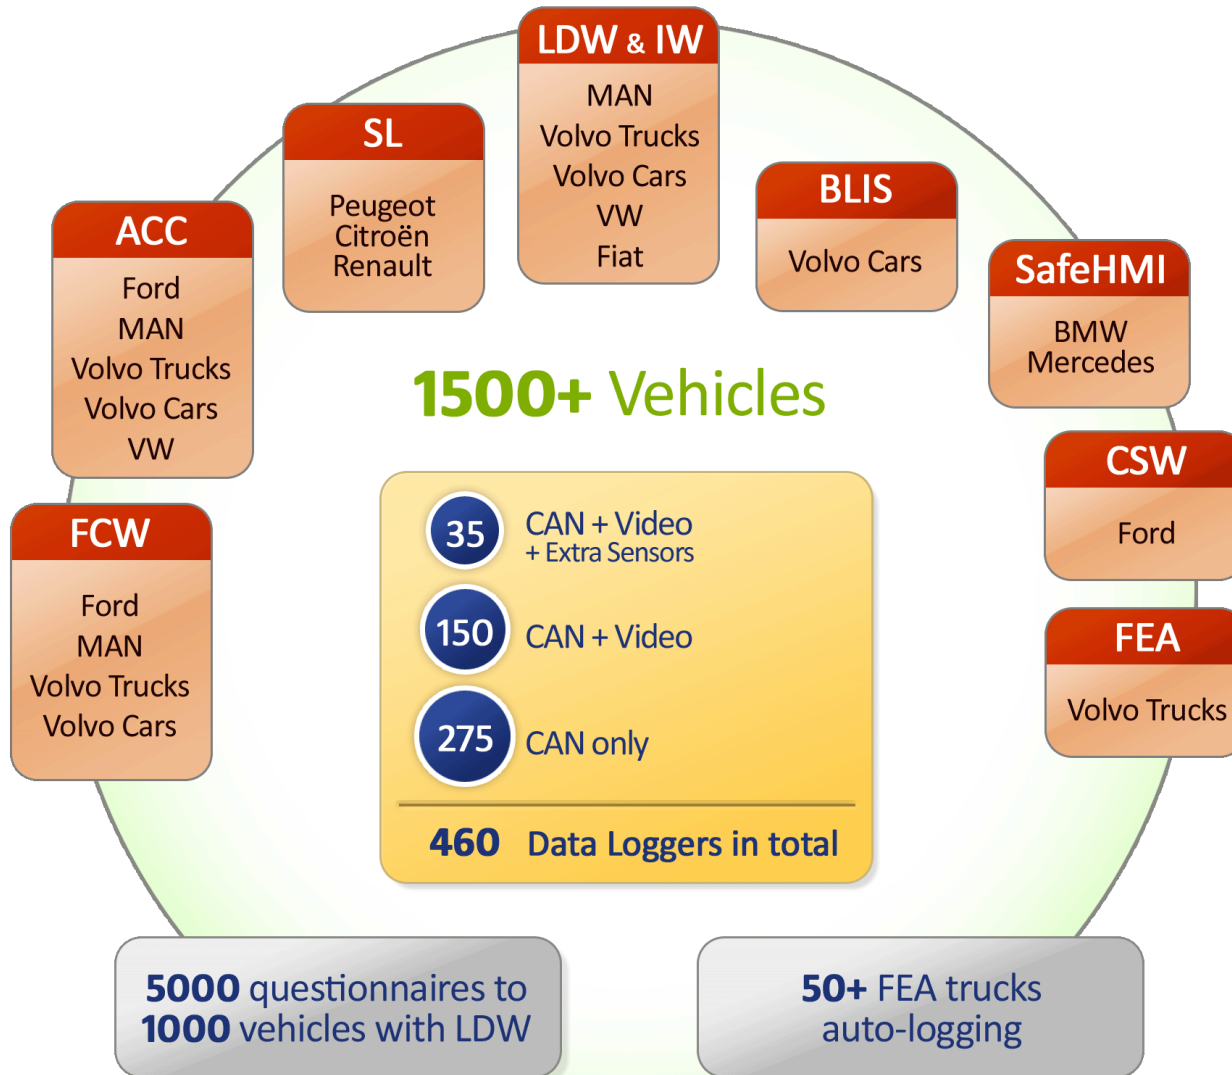 LDW & IW
MAN
Volvo Trucks
Volvo Cars
VW
Fiat
SL
Peugeot
Citroën
Renault
BLIS
Volvo Cars
ACC
Ford
MAN
Volvo Trucks
Volvo Cars
VW
SafeHMI
BMW
Mercedes
1500+ Vehicles
FCW
Ford
MAN
Volvo Trucks
Volvo Cars
CSW
Ford
FEA
Volvo Trucks
35 CAN + Video
+ Extra Sensors
150 CAN + Video
275 CAN only
460 Data Loggers in total
5000 questionnaires to
1000 vehicles with LDW
50+ FEA trucks
auto-logging